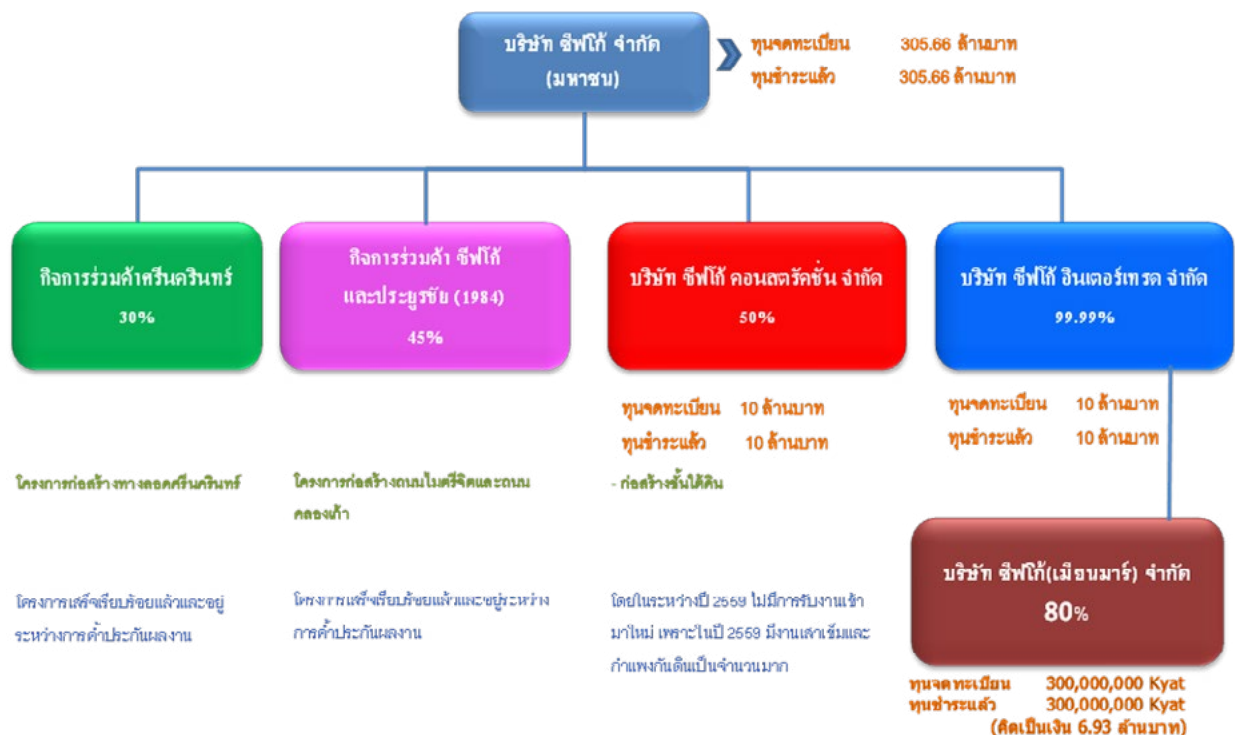 บริษัท ซีฟโก้ จำกัด
(มหาชน)
ทุนจดทะเบียน 305.66 ล้านบาท
ทุนชำระแล้ว 305.66 ล้านบาท
กิจการร่วมค้าศรีนครินทร์
30%
กิจการร่วมค้า ซีฟโก้
และประยูรชัย (1984)
45%
บริษัท ซีฟโก้ คอนสตรัคชั่น จำกัด
50%
บริษัท ซีฟโก้ อินเตอร์เทรด จำกัด
99.99%
ทุนจดทะเบียน 10 ล้านบาท
ทุนชำระแล้ว 10 ล้านบาท
ทุนจดทะเบียน 10 ล้านบาท
ทุนชำระแล้ว 10 ล้านบาท
โครงการก่อสร้างทางลอดศรีนครินทร์
โครงการก่อสร้างถนนไมตรีจิตและถนน
คลองเก้า
- ก่อสร้างชั้นใต้ดิน
โครงการเสร็จเรียบร้อยแล้วและอยู่
ระหว่างการค้ำประกันผลงาน
โครงการเสร็จเรียบร้อยแล้วและอยู่ระหว่าง
การค้ำประกันผลงาน
โดยในระหว่างปี 2559 ไม่มีการรับงานเข้า
มาใหม่ เพราะในปี 2559 มีงานเสาเข็มและ
กำแพงกันดินเป็นจำนวนมาก
บริษัท ซีฟโก้(เมียนมาร์) จำกัด
80%
ทุนจดทะเบียน 300,000,000 Kyat
ทุนชำระแล้ว 300,000,000 Kyat
(คิดเป็นเงิน 6.93 ล้านบาท)